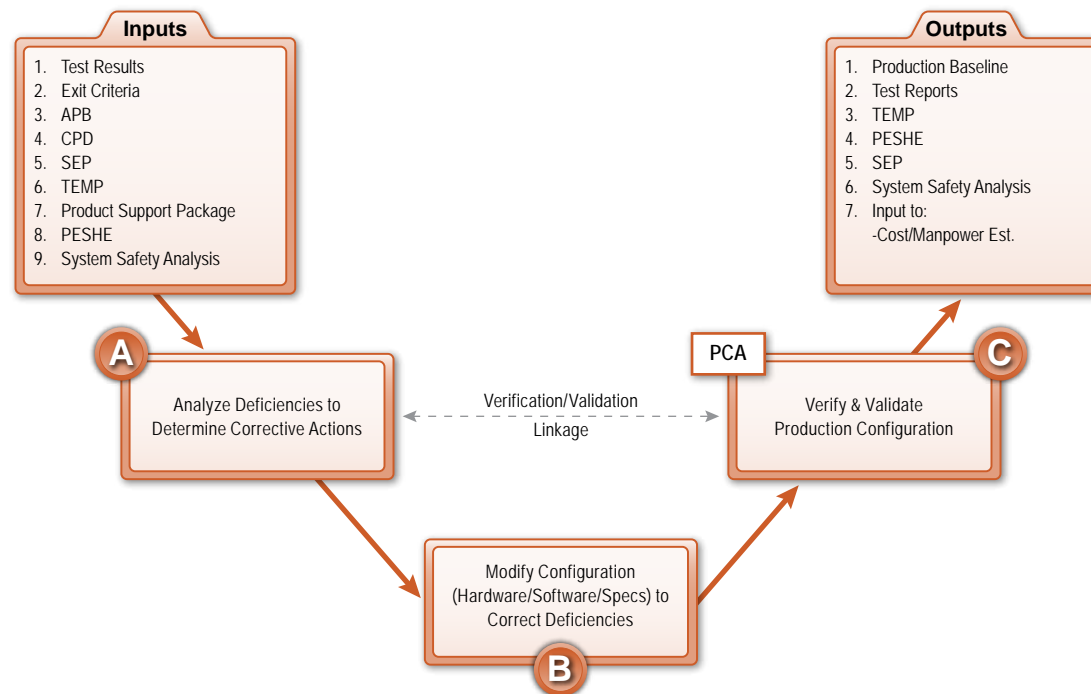 Inputs
1. Test Results
2. Exit Criteria
3. APB
4. CPD
5. SEP
6. TEMP
7. Product Support Package
8. PESHE
9. System Safety Analysis
Outputs
1. Production Baseline
2. Test Reports
3. TEMP
4. PESHE
5. SEP
6. System Safety Analysis
7. Input to:
-Cost/Manpower Est.
A
Analyze Deficiencies to
Determine Corrective Actions
Verification/Validation
Linkage
PCA
C
Verify & Validate
Production Configuration
Modify Configuration
(Hardware/Software/Specs) to
Correct Deficiencies
B